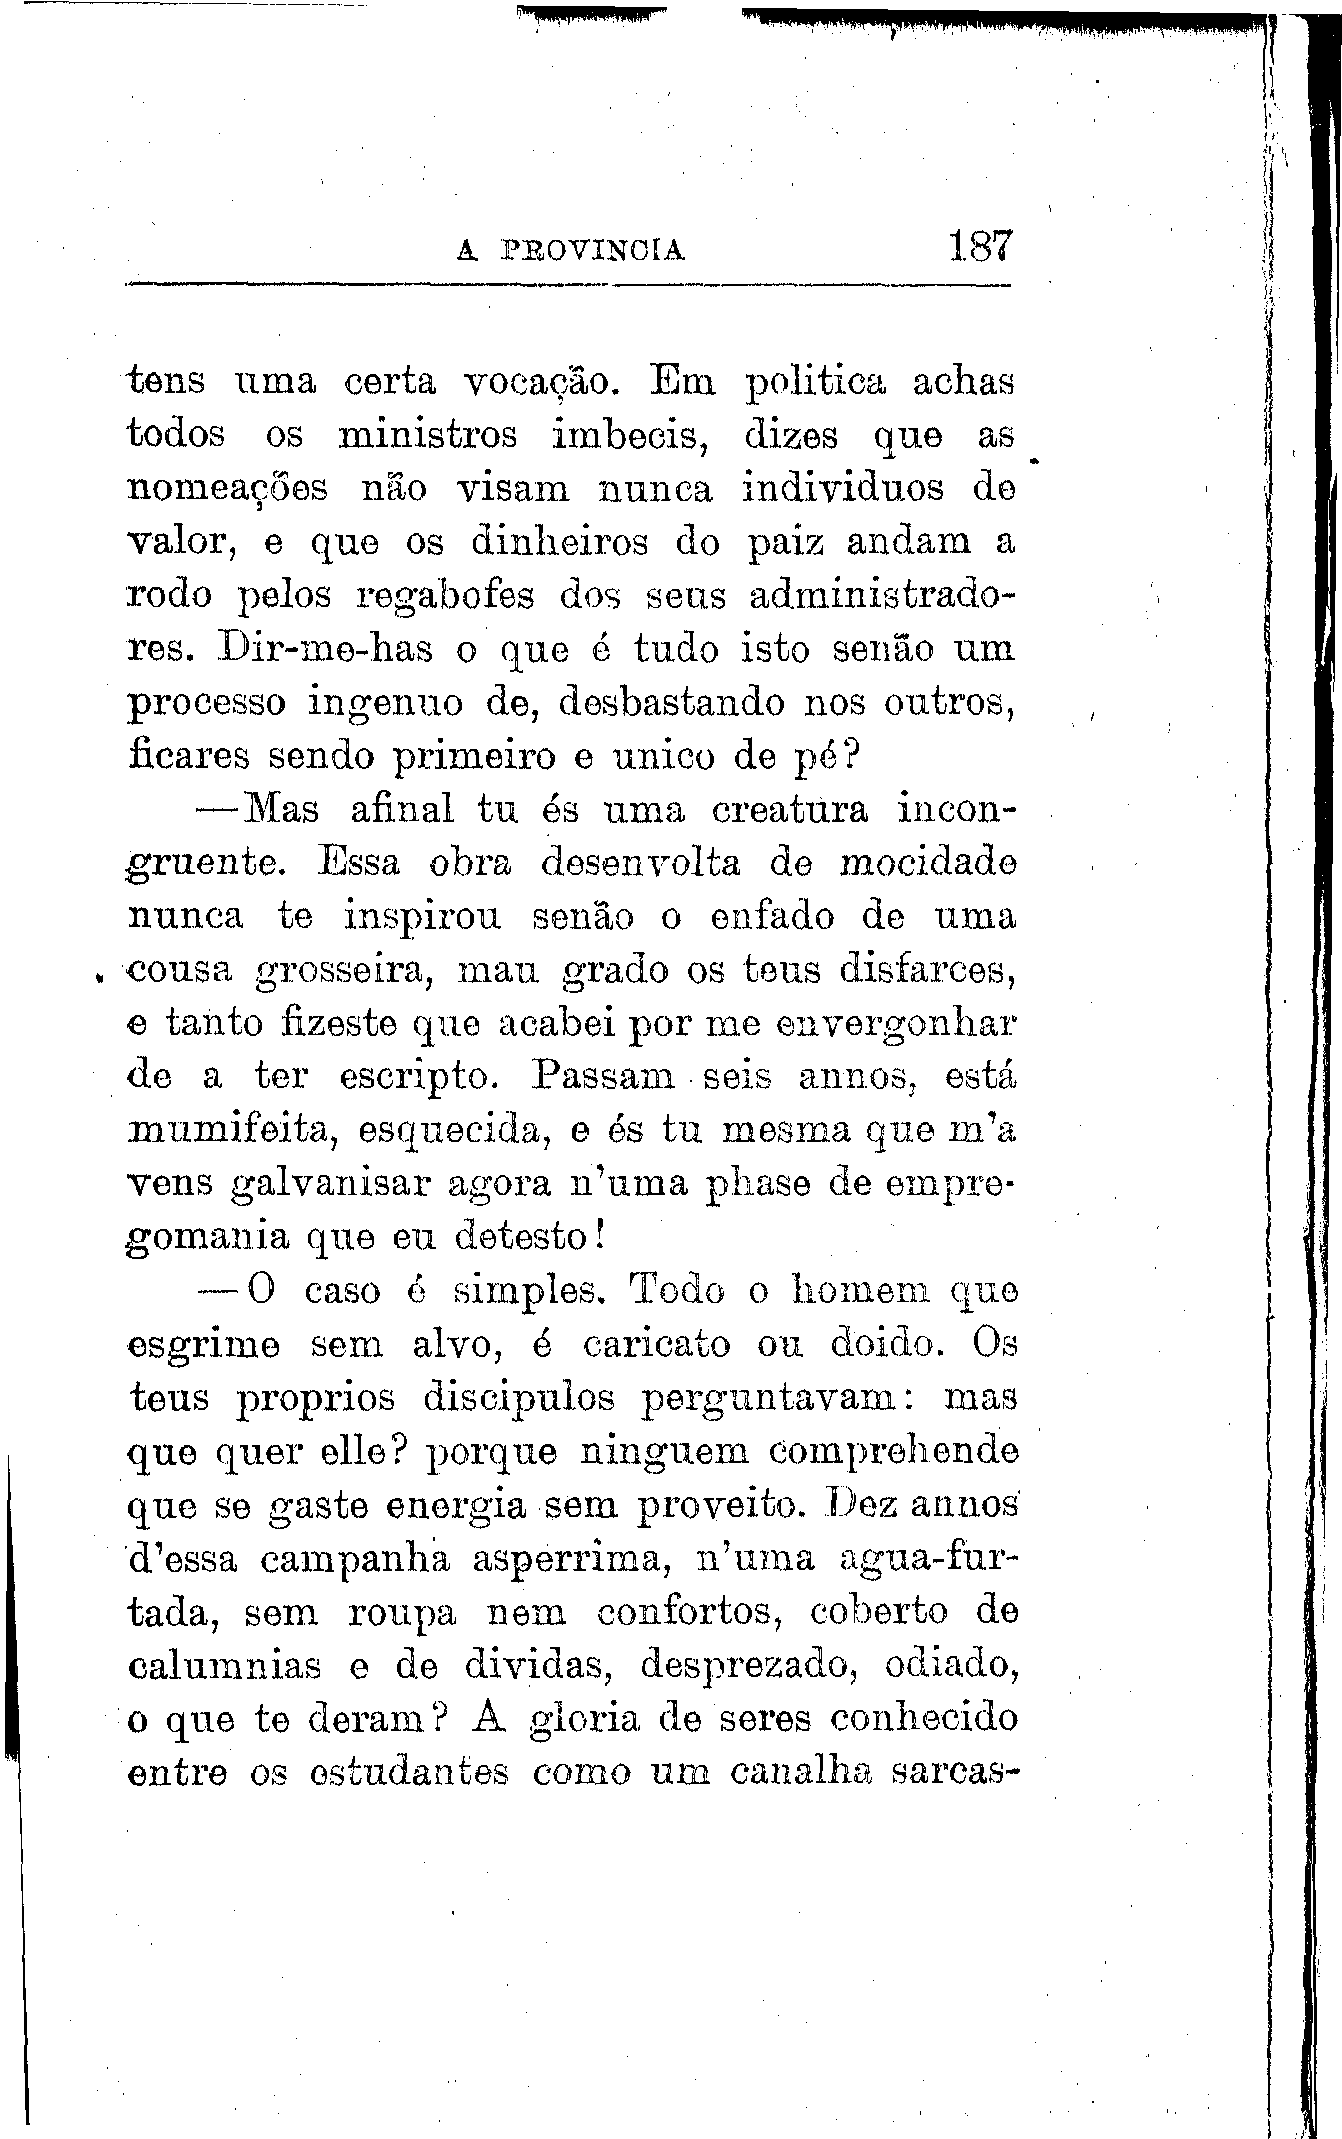 A PROVINCIA 187
tens uma certa vocação. Em politica achas
todos os ministros imbecis, dizes que as
nomeações não visam nunca individuos de
valor, e que os dinheiros do paiz andam a
rodo pelos regabofes dos seus administrado-
res. Dir-me-has o que é tudo isto senão um
processo ingenuo de, desbastando nos outros,
ficares sendo primeiro e unico de pé?
—Mas afinal tu és uma creatura incon-
gruente. Essa obra desenvolta de mocidade
nunca te inspirou senão o enfado de uma
cousa grosseira, mau grado os teus disfarces,
e tanto fizeste que acabei por me envergonhar
de a ter escripto. Passam seis annos, está
mumifeita, esquecida, e és tu mesma que m'a
vens galvanisar agora n'uma phase de empre-
gomania que eu detesto!
—O caso é simples. Todo o homem que
esgrime sem alvo, é caricato ou doido. Os
teus proprios discipulos perguntavam: mas
que quer elle? porque ninguem comprehende
que se gaste energia sem proveito. Dez annos
d'essa campanha asperrima, n'uma agua-fur-
tada, sem roupa nem confortos, coberto de
calumnias e de dividas, desprezado, odiado,
o que te deram? A gloria de seres conhecido
entre os estudantes como um canalha sarcas-